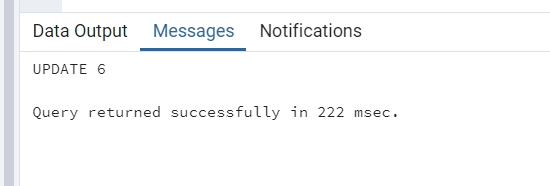 Data Output Messages Notifications
UPDATE 6
Query returned successfully in 222 msec.